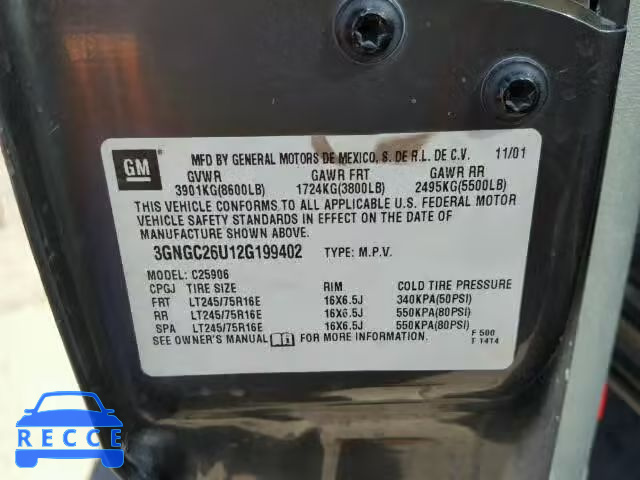 GM
MFD BY GENERAL MOTORS DE MEXICO, S. DE R.L. DE C.V. 11/01
GVWR GAWR FRT GAWR RR
3901KG(8600LB) 1724KG(3800LB) 2495KG(5500LB)
THIS VEHICLE CONFORMS TO ALL APPLICABLE U.S. FEDERAL MOTOR
VEHICLE SAFETY STANDARDS IN EFFECT ON THE DATE OF
MANUFACTURE SHOWN ABOVE.
3GNGC26U12G199402 TYPE: M.P.V.
MODEL: C25906
CPGJ TIRE SIZE RIM COLD TIRE PRESSURE
FRT LT245/75R16E 16X6.5J 340KPA(50PSI)
RR LT245/75R16E 16X6.5J 550KPA(80PSI)
SPA LT245/75R16E 16X6.5J 550KPA(80PSI)
SEE OWNER'S MANUAL FOR MORE INFORMATION. F 500
T 1414
RECCE